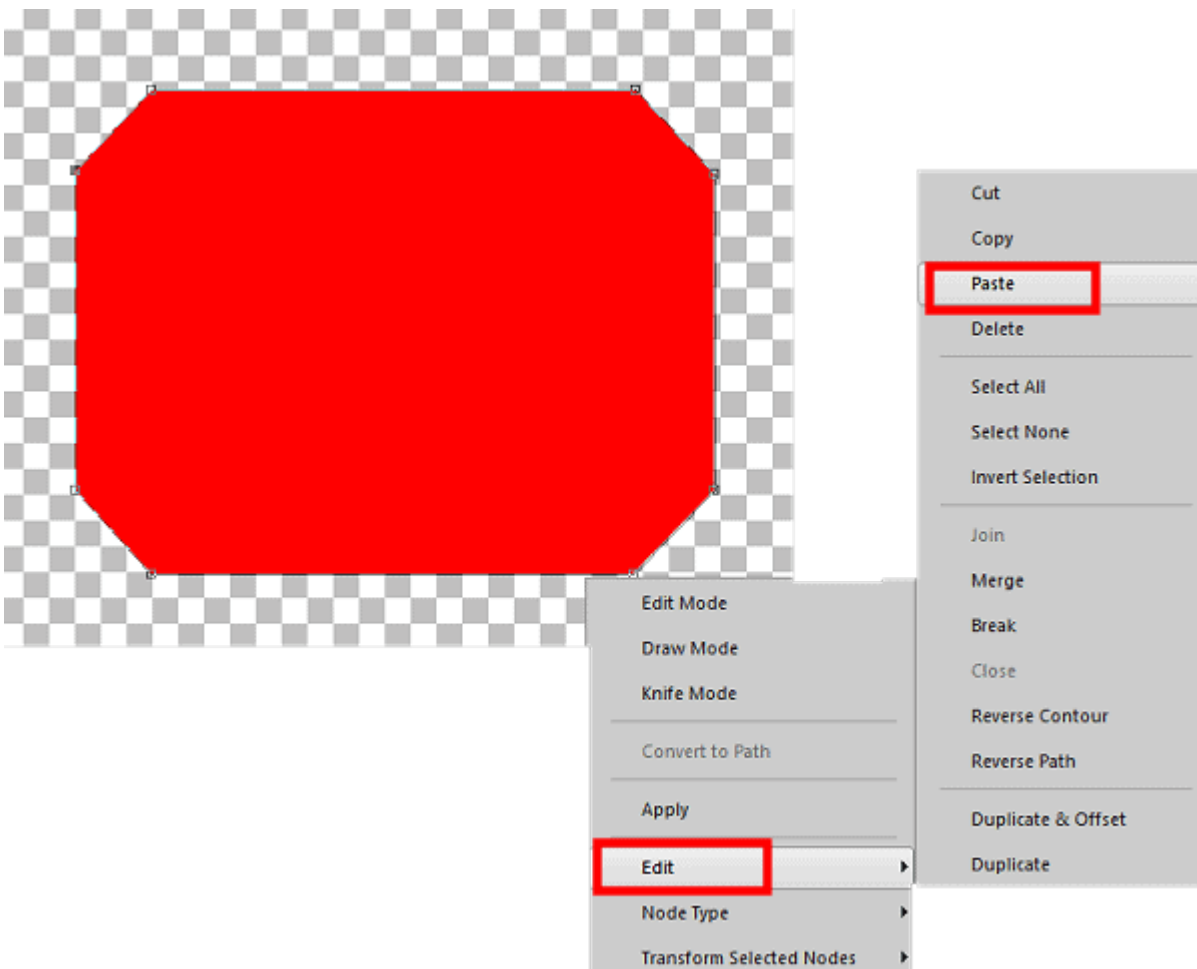 Cut
Copy
Paste
Delete
Select All
Select None
Invert Selection
Join
Merge
Break
Close
Reverse Contour
Reverse Path
Duplicate & Offset
Duplicate
Edit Mode
Draw Mode
Knife Mode
Convert to Path
Apply
Edit
Node Type
Transform Selected Nodes